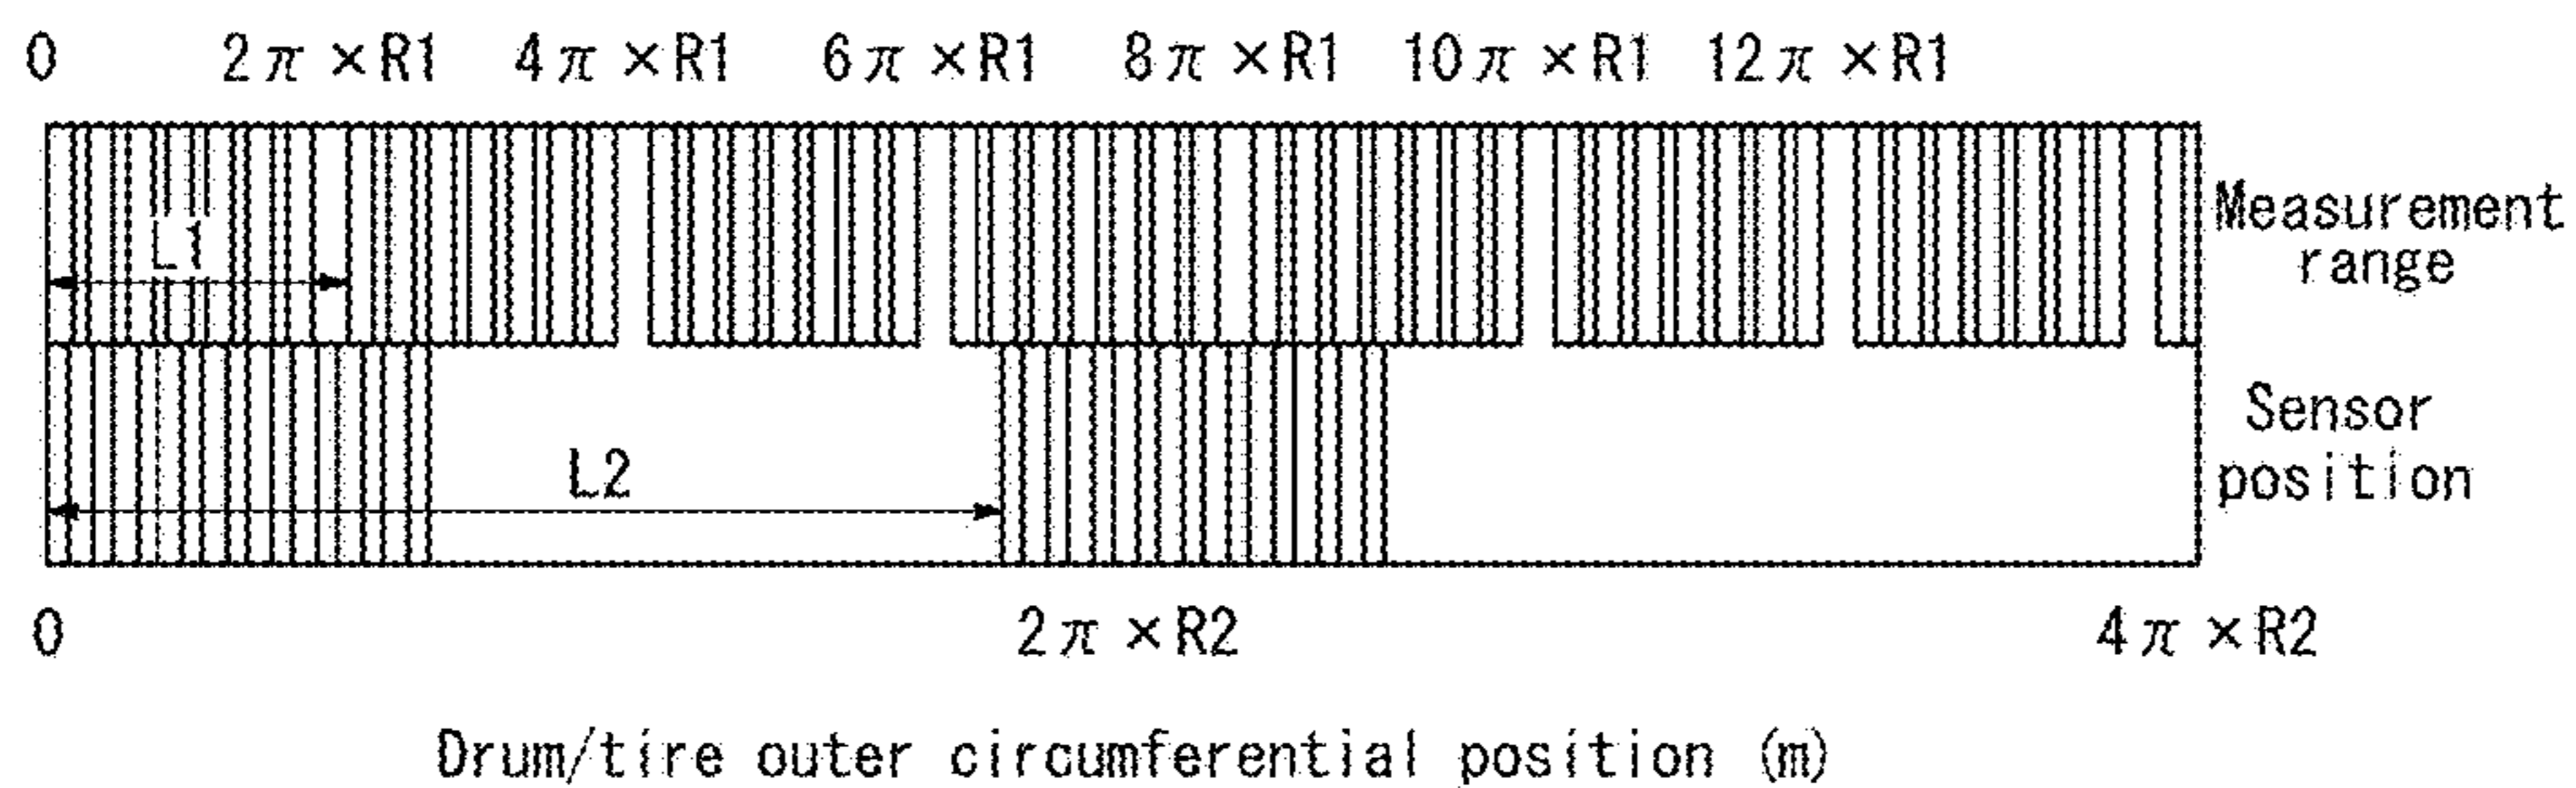 0 2π×R1 4π×R1 6π×R1 8π×R1 10π×R1 12π×R1
L1
Measurement
range
L2
Sensor
position
0 2π×R2 4π×R2
Drum/tire outer circumferential position (m)